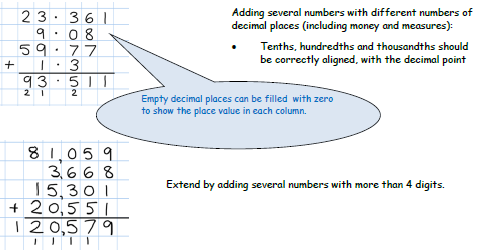 23.361
9.08
59.77
+ 1.3
93.511
2 1 2
Adding several numbers with different numbers of
decimal places (including money and measures):
• Tenths, hundredths and thousandths should
be correctly aligned, with the decimal point
Empty decimal places can be filled with zero
to show the place value in each column.
81,059
3,668
15,301
+ 20,551
120,579
1 1 1 1
Extend by adding several numbers with more than 4 digits.